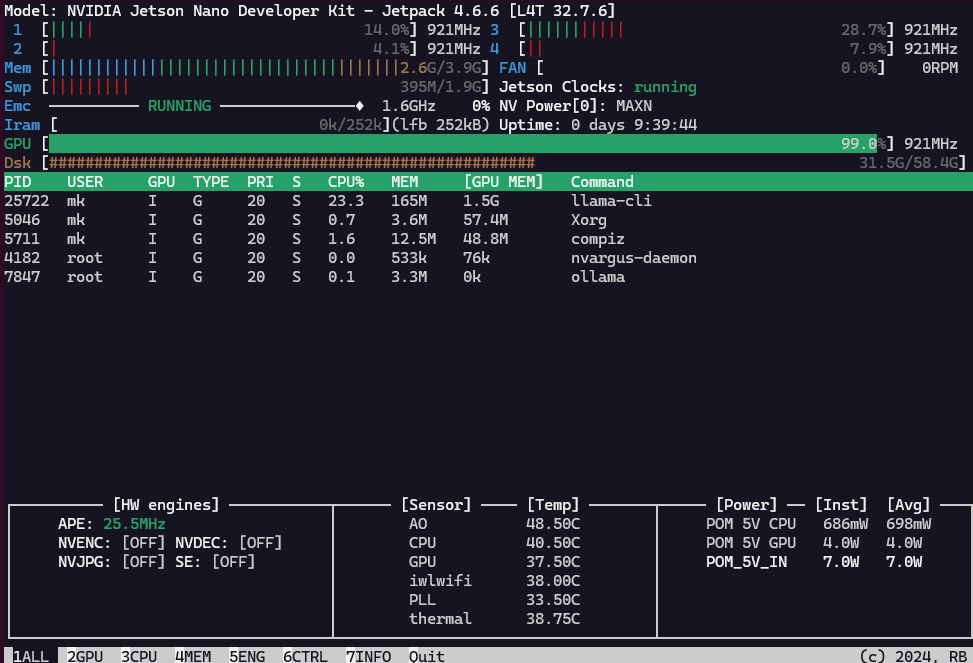 Model: NVIDIA Jetson Nano Developer Kit - Jetpack 4.6.6 [L4T 32.7.6]
1 [||||| 14.0%] 921MHz 3 [||||||||||| 28.7%] 921MHz
2 [| 4.1%] 921MHz 4 [|| 7.9%] 921MHz
Mem [|||||||||||||||||||||||||||||||||||||||2.6G/3.9G] FAN [ 0.0%] 0RPM
Swp [||||||||| 395M/1.9G] Jetson Clocks: running
Emc RUNNING 1.6GHz 0% NV Power[0]: MAXN
Iram [ 0k/252k](lfb 252kB) Uptime: 0 days 9:39:44
GPU [ 99.0%] 921MHz
Dsk [###################################################### 31.5G/58.4G]
PID USER GPU TYPE PRI S CPU% MEM [GPU MEM] Command
25722 mk I G 20 S 23.3 165M 1.5G llama-cli
5046 mk I G 20 S 0.7 3.6M 57.4M Xorg
5711 mk I G 20 S 1.6 12.5M 48.8M compiz
4182 root I G 20 S 0.0 533k 76k nvargus-daemon
7847 root I G 20 S 0.1 3.3M 0k ollama
[HW engines] [Sensor] [Temp] [Power] [Inst] [Avg]
APE: 25.5MHz AO 48.50C POM 5V CPU 686mW 698mW
NVENC: [OFF] NVDEC: [OFF] CPU 40.50C POM 5V GPU 4.0W 4.0W
NVJPG: [OFF] SE: [OFF] GPU 37.50C POM_5V_IN 7.0W 7.0W
iwlwifi 38.00C
PLL 33.50C
thermal 38.75C
1ALL 2GPU 3CPU 4MEM 5ENG 6CTRL 7INFO Quit (c) 2024, RB